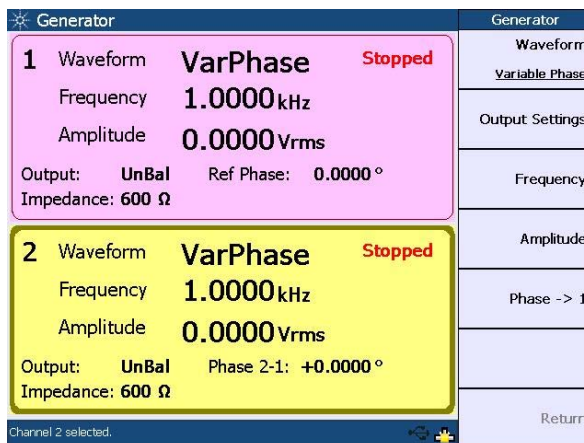 Generator
1 Waveform VarPhase Stopped
Frequency 1.0000 kHz
Amplitude 0.0000 Vrms
Output: UnBal Ref Phase: 0.0000 °
Impedance: 600 Ω
2 Waveform VarPhase Stopped
Frequency 1.0000 kHz
Amplitude 0.0000 Vrms
Output: UnBal Phase 2-1: +0.0000 °
Impedance: 600 Ω
Channel 2 selected.
Generator
Waveform
Variable Phase
Output Settings
Frequency
Amplitude
Phase -> 1
Return